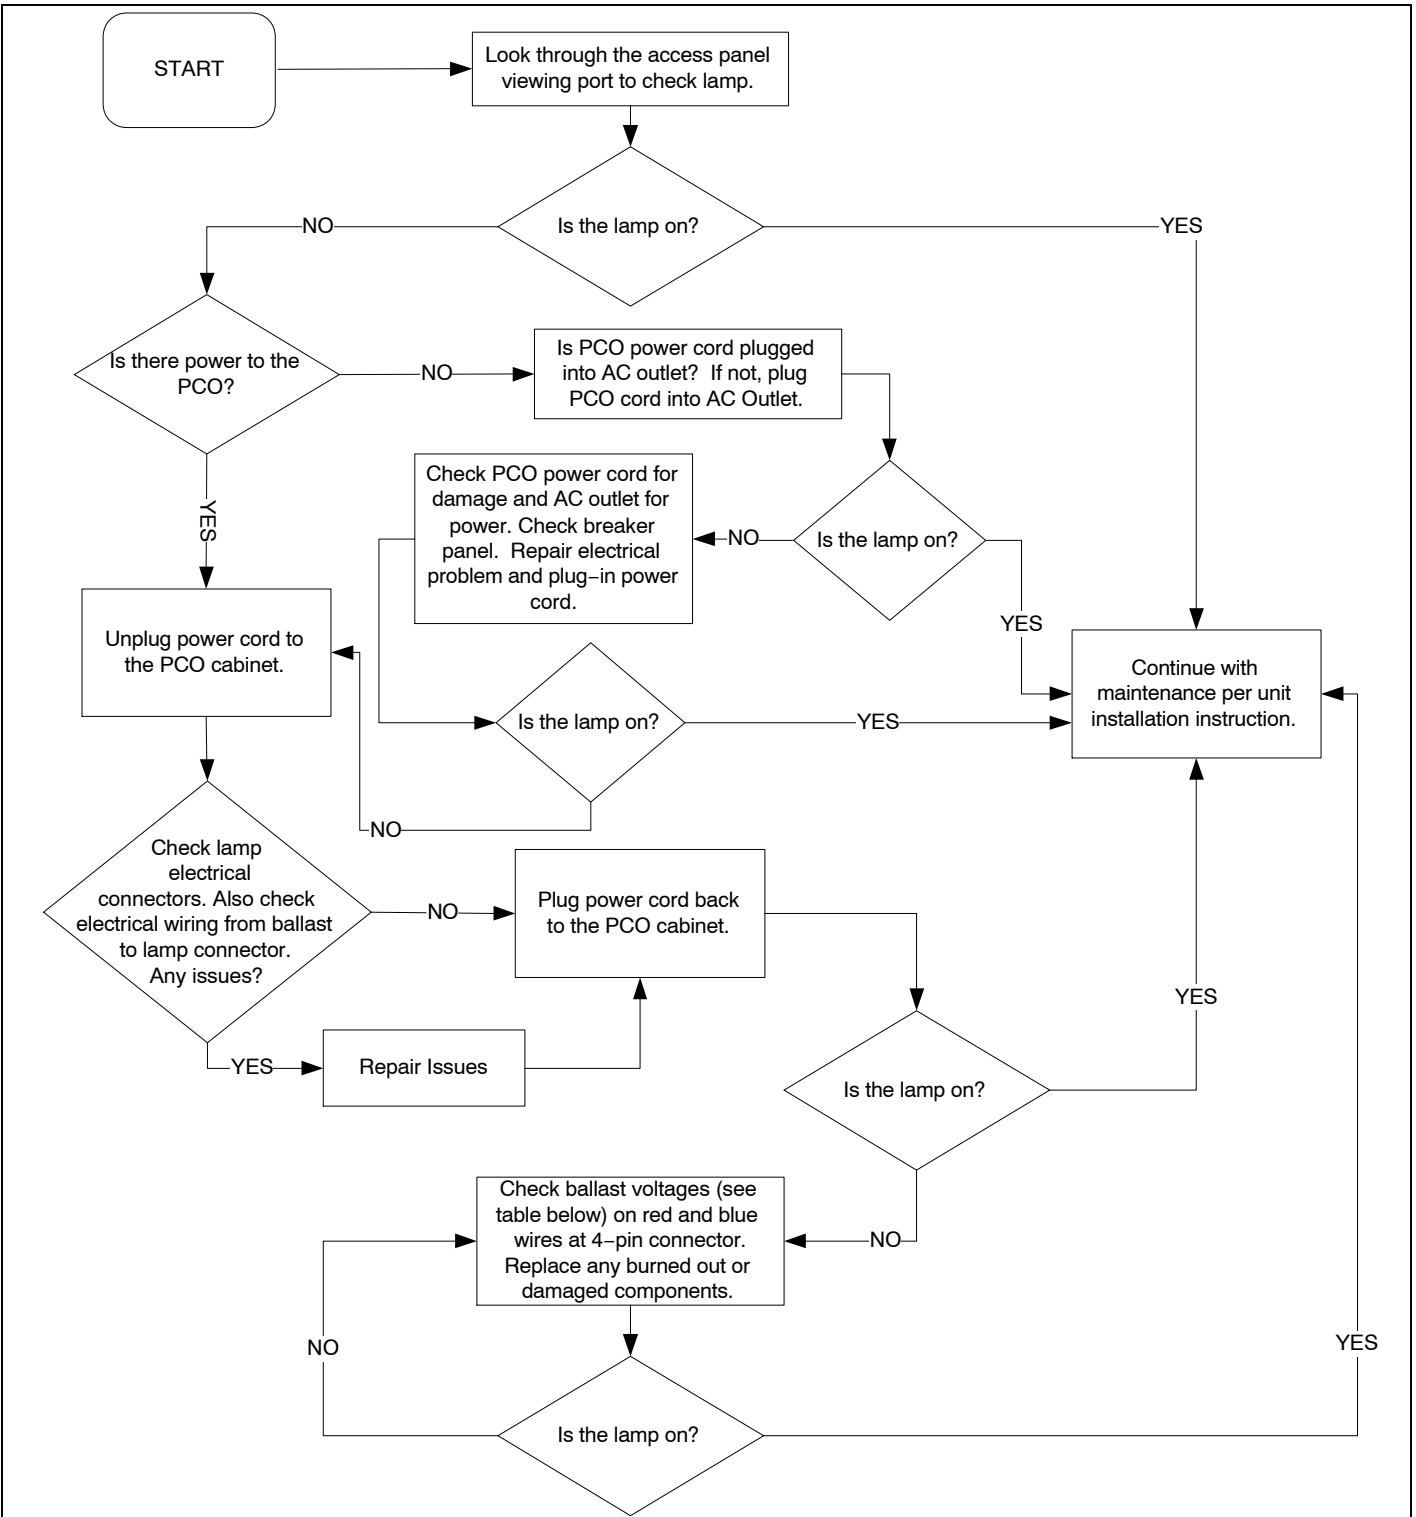 START
Look through the access panel
viewing port to check lamp.
Is the lamp on?
NO
YES
Is there power to the
PCO?
NO
Is PCO power cord plugged
into AC outlet?  If not, plug
PCO cord into AC Outlet.
YES
Check PCO power cord for
damage and AC outlet for
power. Check breaker
panel.  Repair electrical
problem and plug−in power
cord.
NO
Is the lamp on?
YES
Unplug power cord to
the PCO cabinet.
Is the lamp on?
YES
Continue with
maintenance per unit
installation instruction.
NO
Check lamp
electrical
connectors. Also check
electrical wiring from ballast
to lamp connector.
Any issues?
NO
Plug power cord back
to the PCO cabinet.
YES
YES
Repair Issues
Is the lamp on?
Check ballast voltages (see
table below) on red and blue
wires at 4−pin connector.
Replace any burned out or
damaged components.
NO
NO
YES
Is the lamp on?